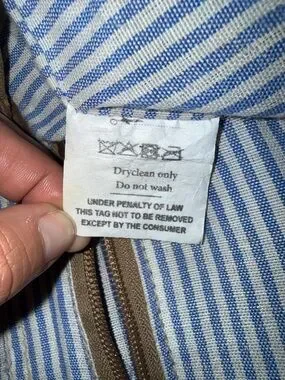 Dryclean only
Do not wash
UNDER PENALTY OF LAW
THIS TAG NOT TO BE REMOVED
EXCEPT BY THE CONSUMER